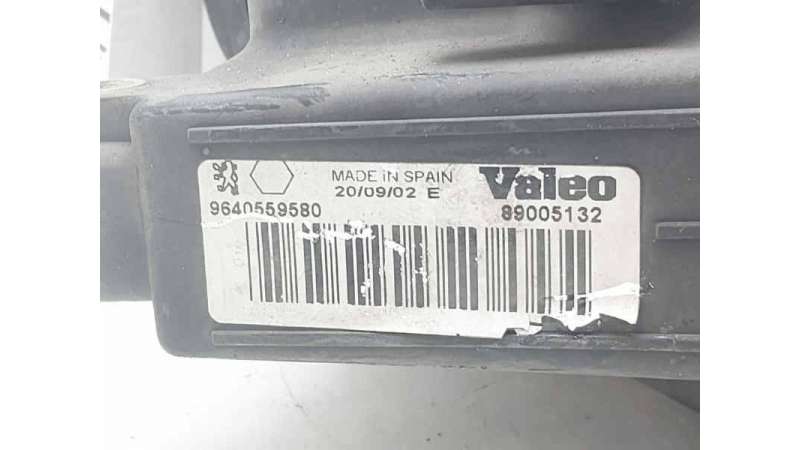 MADE IN SPAIN
20/09/02 E
Valeo
9640559580
89005132